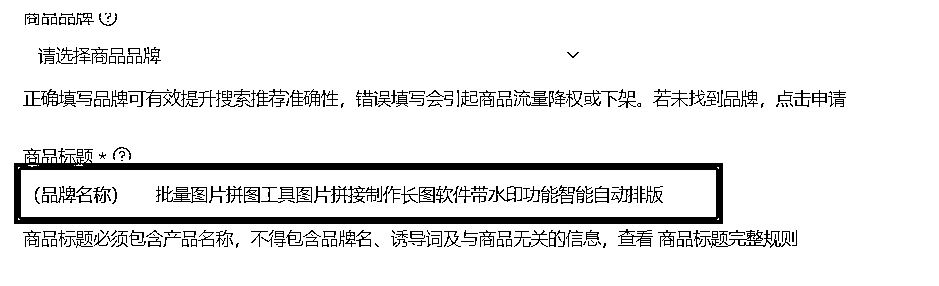 商品品牌
请选择商品品牌
正确填写品牌可有效提升搜索推荐准确性，错误填写会引起商品流量降权或下架。若未找到品牌，点击申请
商品标题 *
（品牌名称） 批量图片拼图工具图片拼接制作长图软件带水印功能智能自动排版
商品标题必须包含产品名称，不得包含品牌名、诱导词及与商品无关的信息，查看 商品标题完整规则